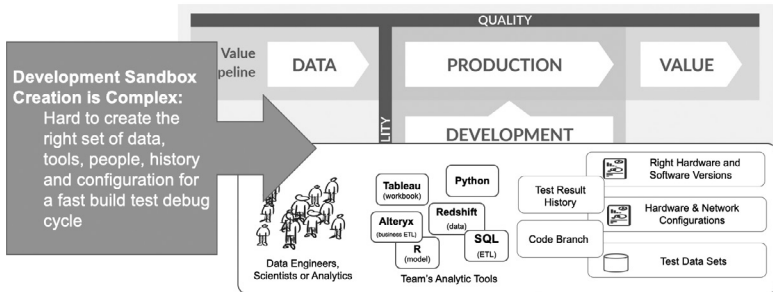 QUALITY
Value
peline
DATA
PRODUCTION
VALUE
LITY
DEVELOPMENT
Development Sandbox
Creation is Complex:
Hard to create the
right set of data,
tools, people, history
and configuration for
a fast build test debug
cycle
Data Engineers,
Scientists or Analytics
Tableau
(workbook)
Python
Alteryx
(business ETL)
Redshift
(data)
R
(model)
SQL
(ETL)
Team's Analytic Tools
Test Result
History
Code Branch
Right Hardware and
Software Versions
Hardware & Network
Configurations
Test Data Sets